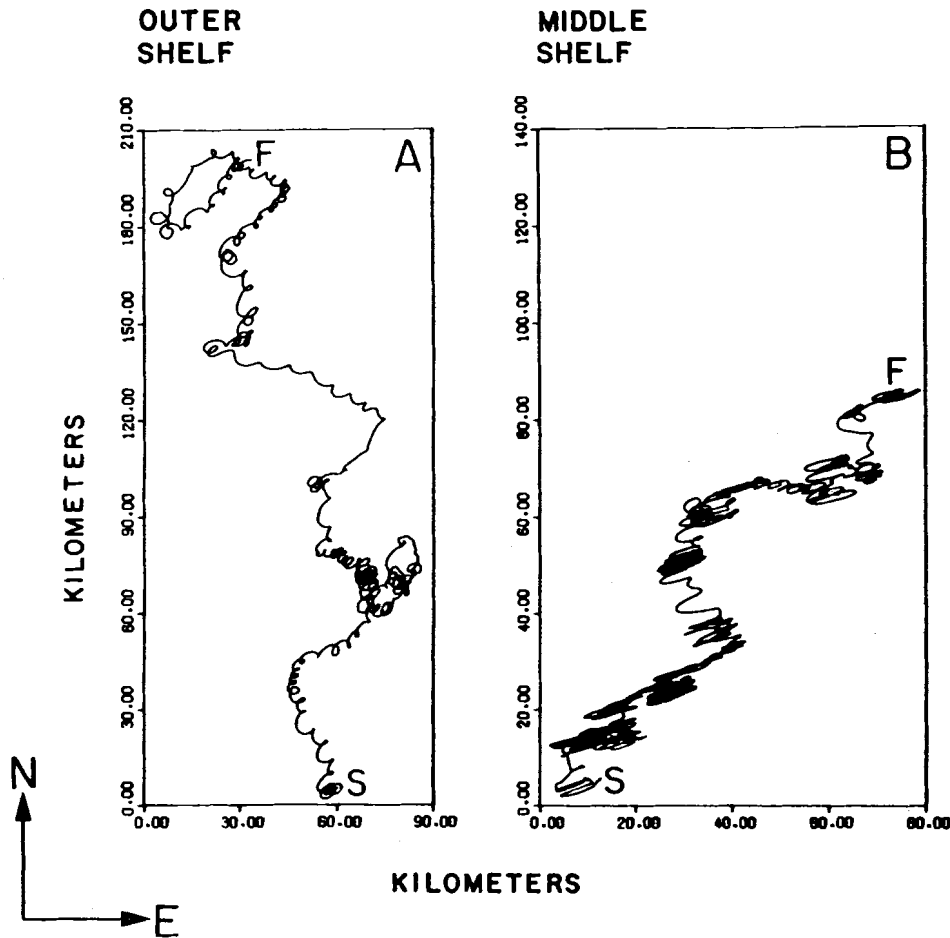 OUTER
SHELF
MIDDLE
SHELF
A
F
S
210.00
180.00
150.00
120.00
90.00
60.00
30.00
0.00
0.00 30.00 60.00 90.00
KILOMETERS
B
F
S
140.00
120.00
100.00
80.00
60.00
40.00
20.00
0.00
0.00 20.00 40.00 60.00 80.00
KILOMETERS
N
E